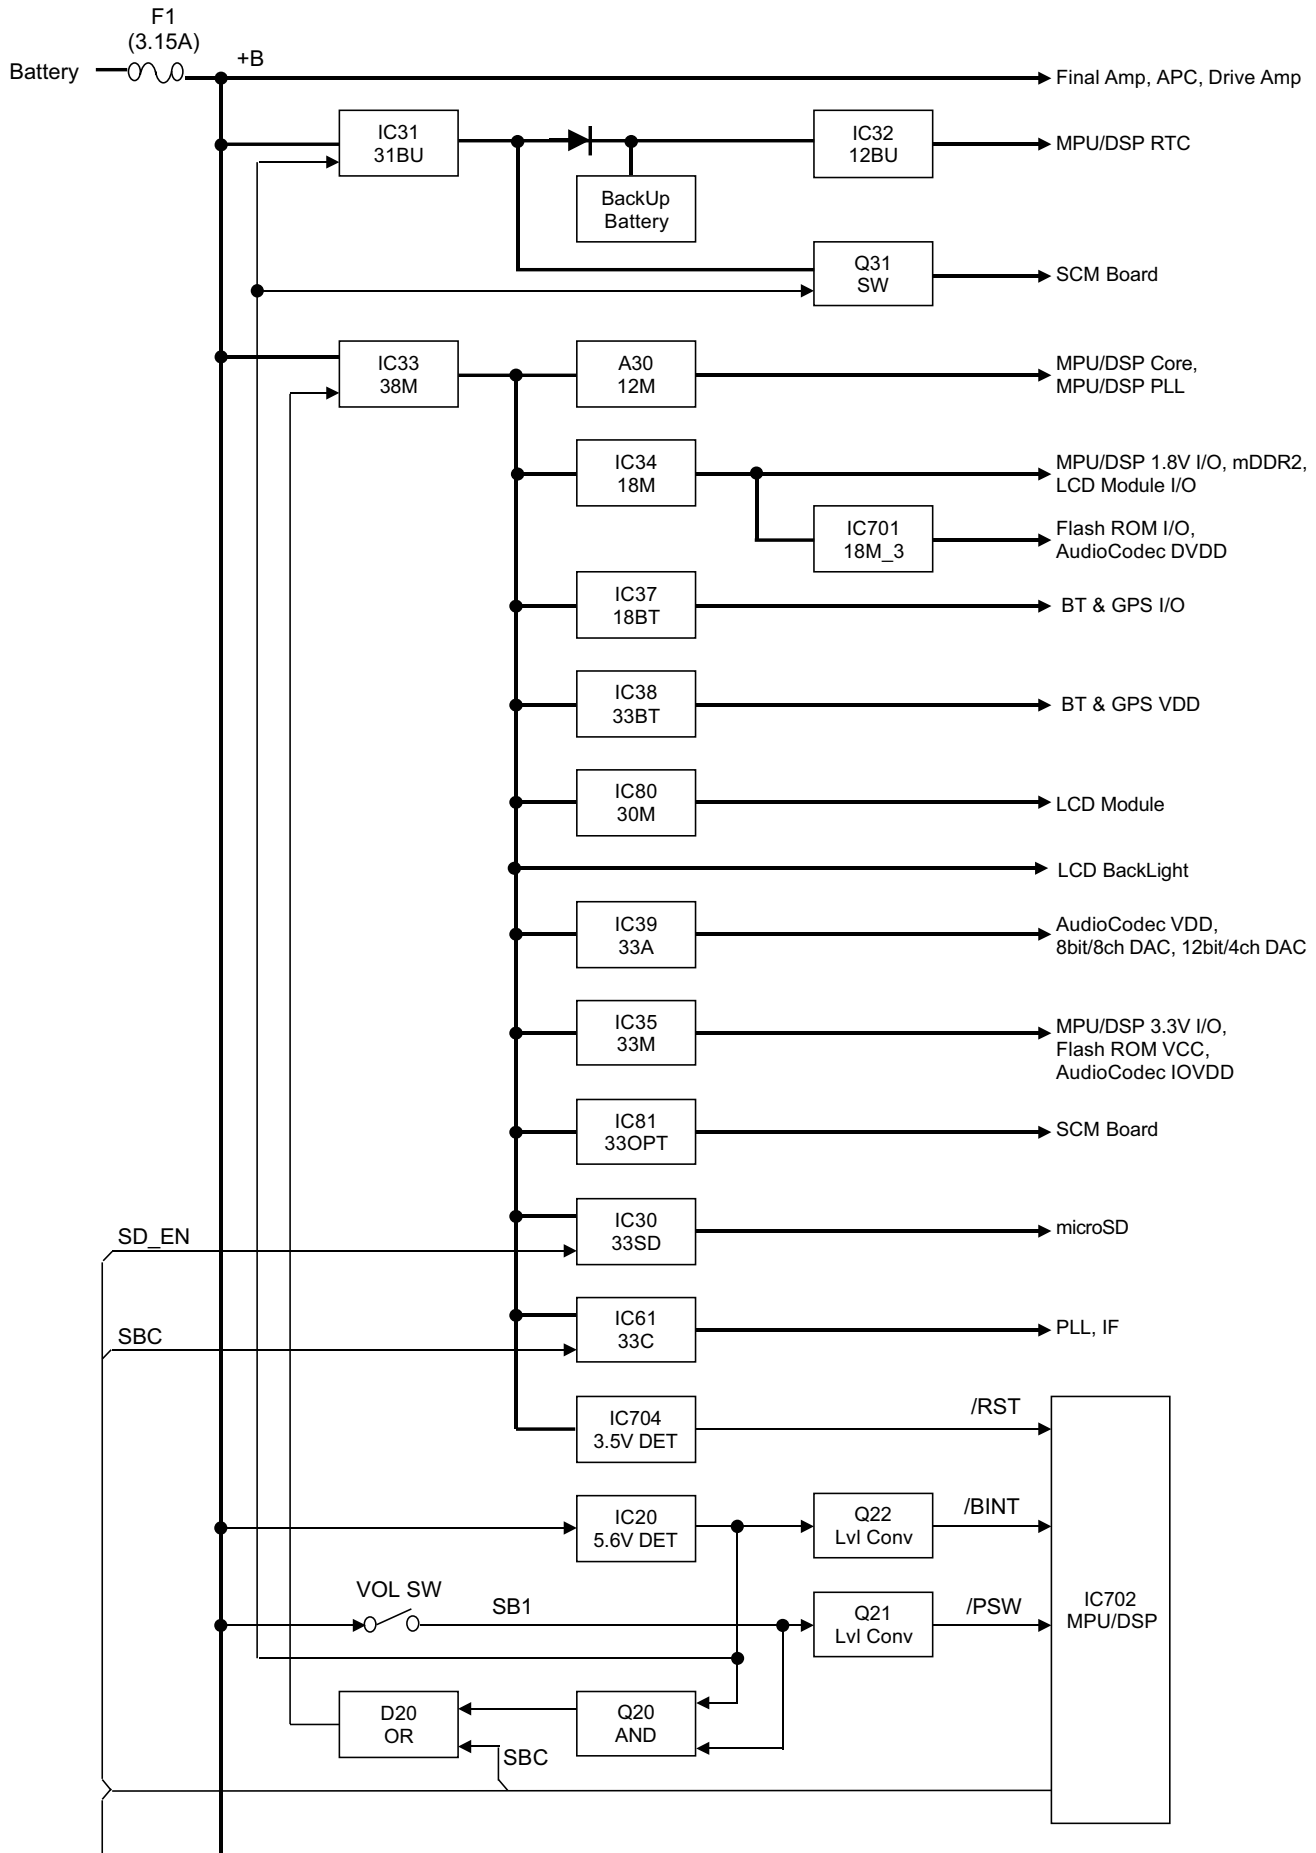 F1
(3.15A)
Battery
+B
Final Amp, APC, Drive Amp
IC31
31BU
IC32
12BU
MPU/DSP RTC
BackUp
Battery
Q31
SW
SCM Board
IC33
38M
A30
12M
MPU/DSP Core,
MPU/DSP PLL
IC34
18M
MPU/DSP 1.8V I/O, mDDR2,
LCD Module I/O
IC701
18M_3
Flash ROM I/O,
AudioCodec DVDD
IC37
18BT
BT & GPS I/O
IC38
33BT
BT & GPS VDD
IC80
30M
LCD Module
LCD BackLight
IC39
33A
AudioCodec VDD,
8bit/8ch DAC, 12bit/4ch DAC
IC35
33M
MPU/DSP 3.3V I/O,
Flash ROM VCC,
AudioCodec IOVDD
IC81
33OPT
SCM Board
SD_EN
IC30
33SD
microSD
SBC
IC61
33C
PLL, IF
IC704
3.5V DET
/RST
IC20
5.6V DET
Q22
Lvl Conv
/BINT
VOL SW
SB1
Q21
Lvl Conv
/PSW
IC702
MPU/DSP
D20
OR
Q20
AND
SBC